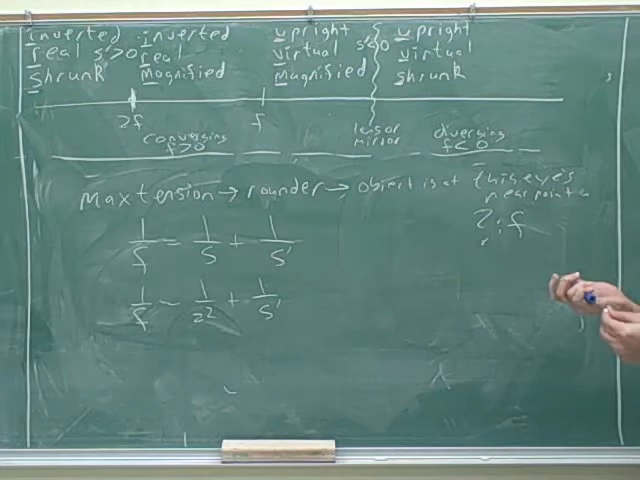 inverted inverted upright upright
real s'>0 real virtual s'<0 virtual
shrunk magnified magnified shrunk
2f f lens or mirror
converging diverging
f>0 f<0
Max tension → rounder → object is at this eye's
near point
?: f
1/f = 1/s + 1/s'
1/f = 1/22 + 1/s'